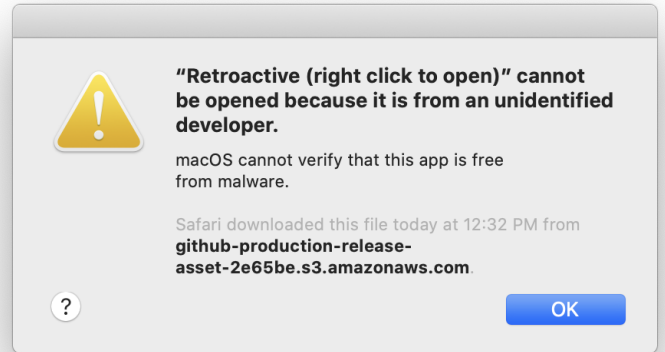 “Retroactive (right click to open)” cannot
be opened because it is from an unidentified
developer.
macOS cannot verify that this app is free
from malware.
Safari downloaded this file today at 12:32 PM from
github-production-release-
asset-2e65be.s3.amazonaws.com.
?
OK